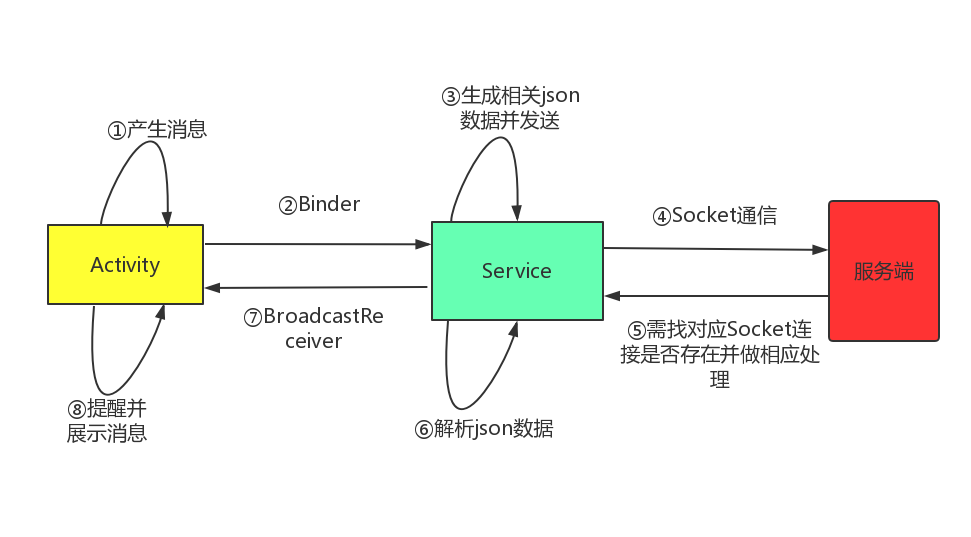 ①产生消息
②Binder
③生成相关json
数据并发送
④Socket通信
Activity
Service
服务端
⑤需找对应Socket连
接是否存在并做相应处
理
⑥解析json数据
⑦BroadcastRe
ceiver
⑧提醒并
展示消息